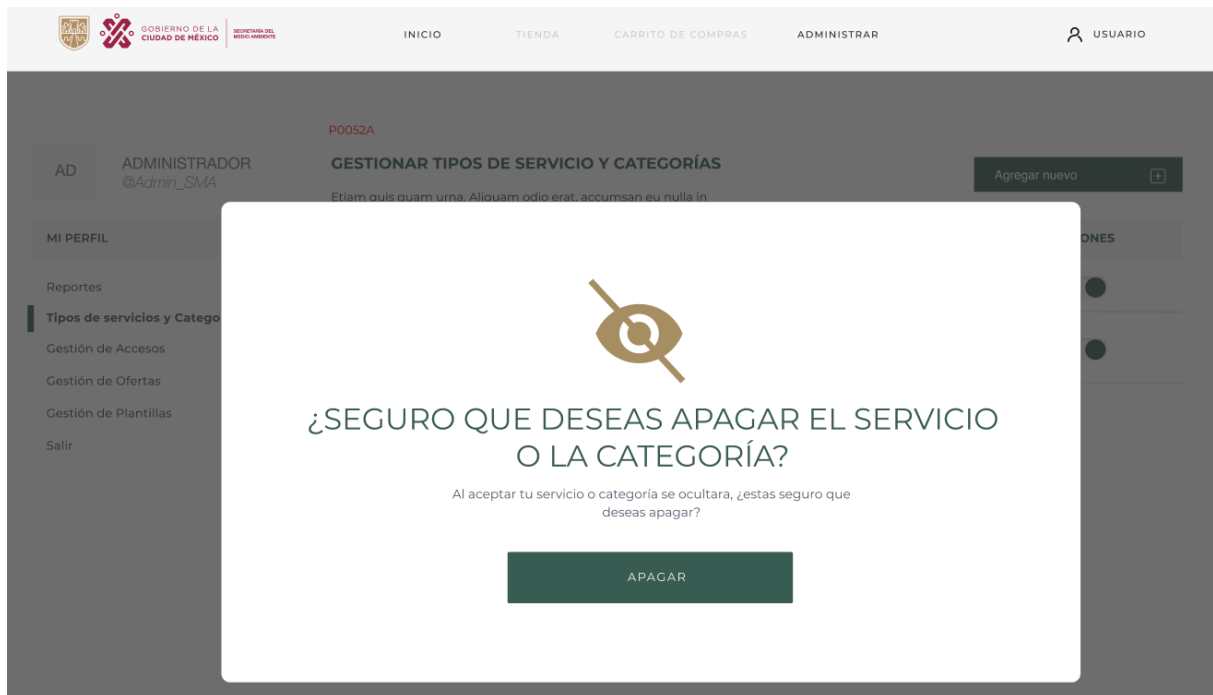 GOBIERNO DE LA
CIUDAD DE MÉXICO
SECRETARÍA DEL
MEDIO AMBIENTE
INICIO
TIENDA
CARRITO DE COMPRAS
ADMINISTRAR
USUARIO
P0052A
AD
ADMINISTRADOR
@Admin_SMA
GESTIONAR TIPOS DE SERVICIO Y CATEGORÍAS
Etiam quis quam urna. Aliquam odio erat, accumsan eu nulla in
Agregar nuevo
MI PERFIL
ONES
Reportes
Tipos de servicios y Catego
Gestión de Accesos
Gestión de Ofertas
Gestión de Plantillas
Salir
¿SEGURO QUE DESEAS APAGAR EL SERVICIO
O LA CATEGORÍA?
Al aceptar tu servicio o categoría se ocultara, ¿estas seguro que
deseas apagar?
APAGAR